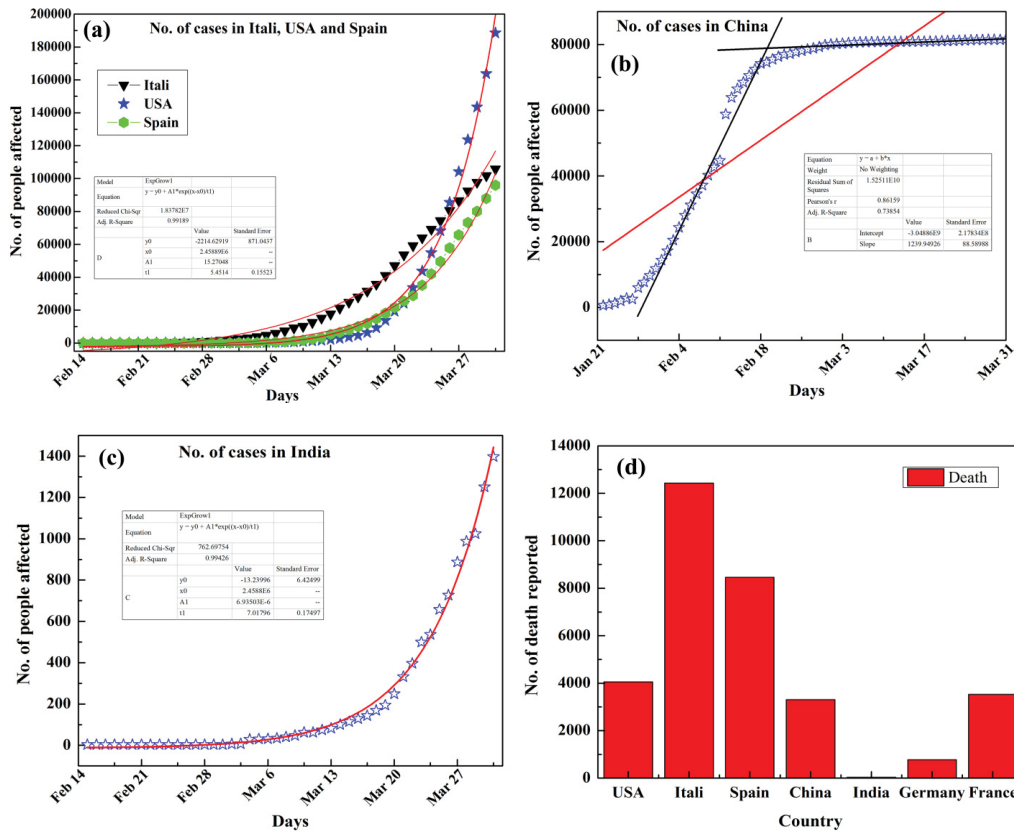 (a)
No. of cases in Itali, USA and Spain
No. of people affected
200000
180000
160000
140000
120000
100000
80000
60000
40000
20000
0
Itali
USA
Spain
Model ExpGrow1
Equation y = y0 + A1*exp((x-x0)/t1)
Reduced Chi-Sqr 1.83782E7
Adj. R-Square 0.99189
Value Standard Error
D
y0 -2214.62919 871.0437
x0 2.45889E6 --
A1 15.27048 --
t1 5.4514 0.15523
Feb 14 Feb 21 Feb 28 Mar 6 Mar 13 Mar 20 Mar 27
Days
No. of cases in China
(b)
No. of people affected
80000
60000
40000
20000
0
Equation y = a + b*x
Weight No Weighting
Residual Sum of Squares 1.52511E10
Pearson's r 0.86159
Adj. R-Square 0.73854
Value Standard Error
B
Intercept -3.04886E9 2.17834E8
Slope 1239.94926 88.58988
Jan 21 Feb 4 Feb 18 Mar 3 Mar 17 Mar 31
Days
(c)
No. of cases in India
No. of people affected
1400
1200
1000
800
600
400
200
0
Model ExpGrow1
Equation y = y0 + A1*exp((x-x0)/t1)
Reduced Chi-Sqr 762.69754
Adj. R-Square 0.99426
Value Standard Error
C
y0 -13.23996 6.42499
x0 2.4588E6 --
A1 6.93503E-6 --
t1 7.01796 0.17497
Feb 14 Feb 21 Feb 28 Mar 6 Mar 13 Mar 20 Mar 27
Days
(d)
Death
No. of death reported
14000
12000
10000
8000
6000
4000
2000
0
USA Itali Spain China India Germany France
Country